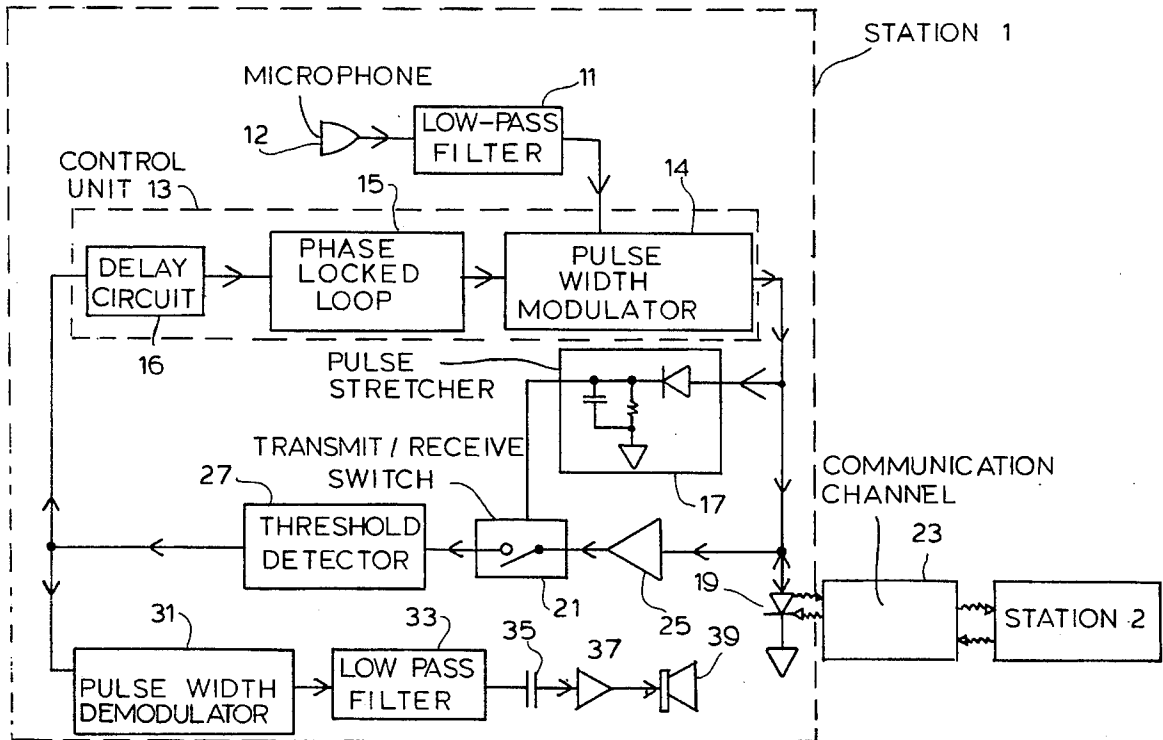 STATION 1
MICROPHONE
11
12
LOW-PASS
FILTER
CONTROL
UNIT 13
15
14
DELAY
CIRCUIT
PHASE
LOCKED
LOOP
PULSE
WIDTH
MODULATOR
16
PULSE
STRETCHER
TRANSMIT / RECEIVE
SWITCH
17
COMMUNICATION
CHANNEL
27
THRESHOLD
DETECTOR
21
25
19
23
STATION 2
31
33
35
37
39
PULSE WIDTH
DEMODULATOR
LOW PASS
FILTER